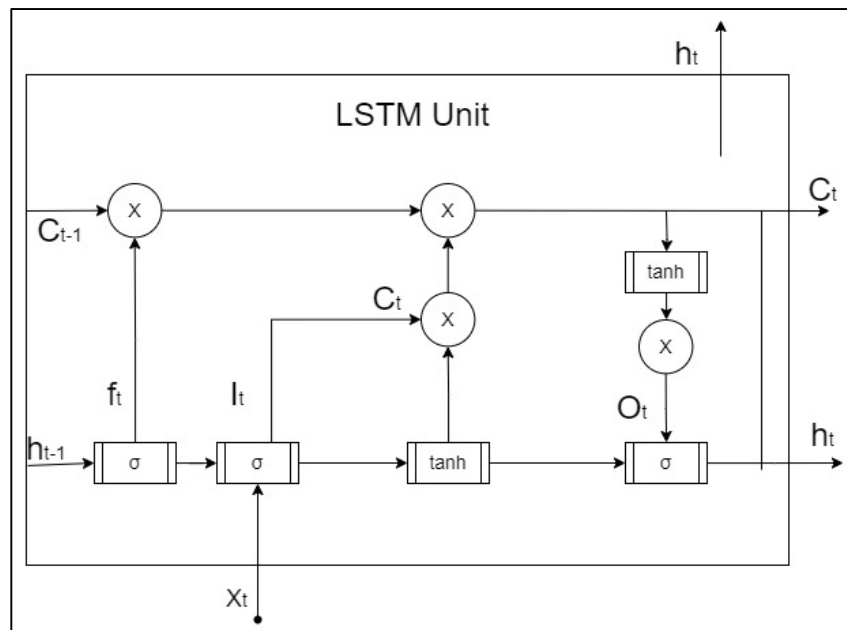 ht
LSTM Unit
X
X
Ct
Ct-1
tanh
Ct
X
X
ft
It
Ot
ht-1
σ
σ
tanh
σ
ht
Xt